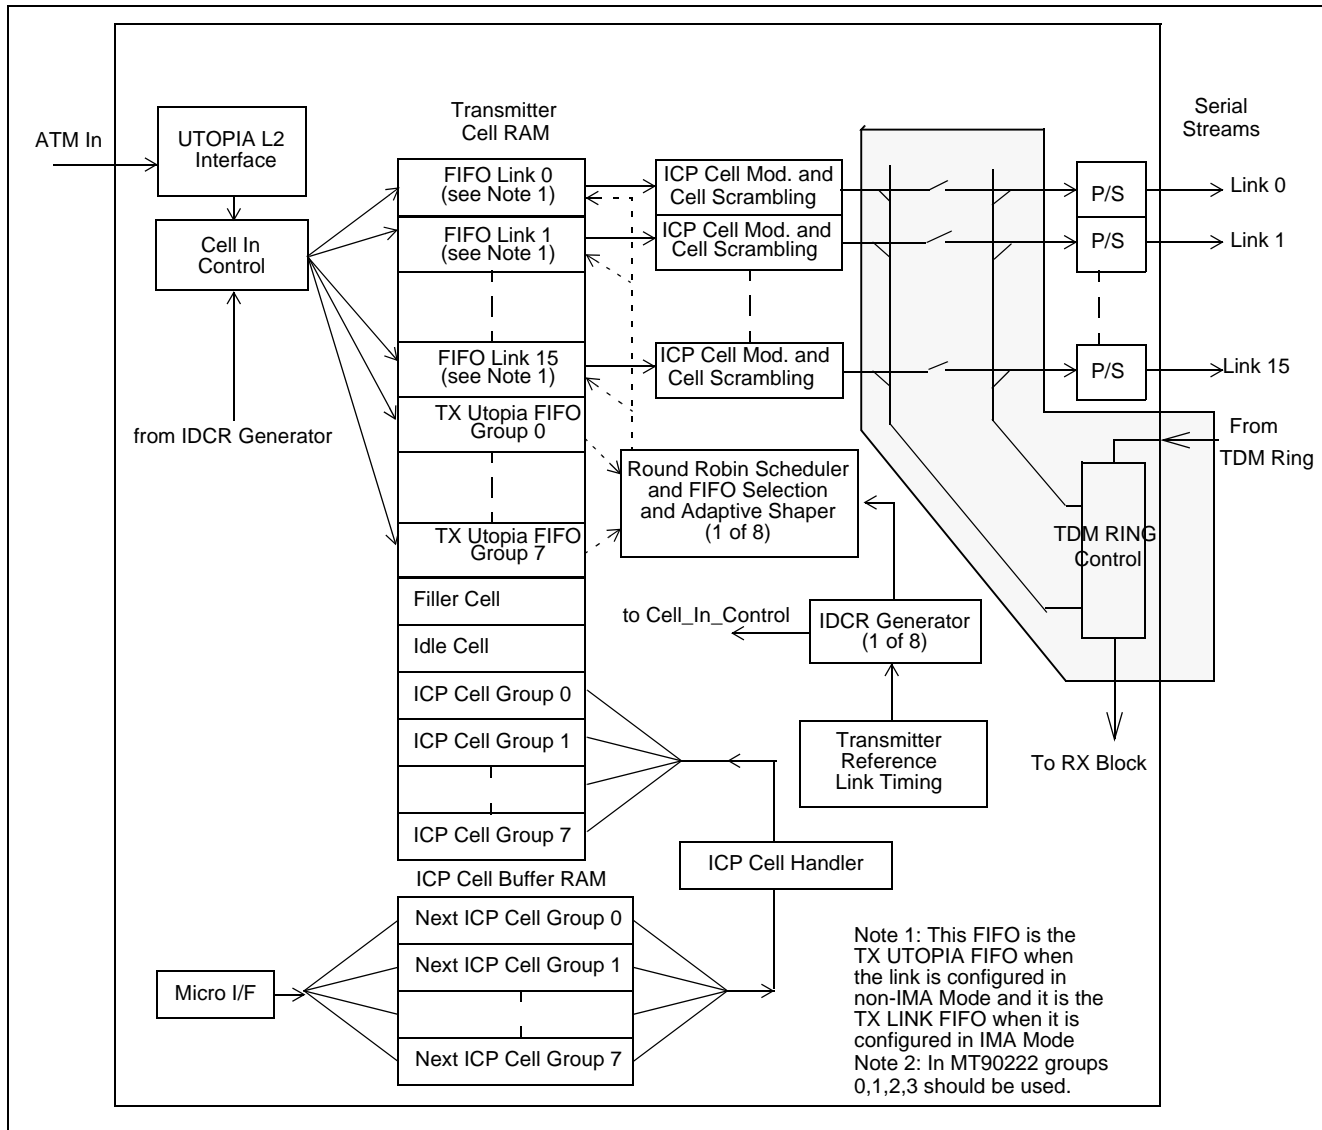 ATM In
UTOPIA L2
Interface
Cell In
Control
from IDCR Generator
Transmitter
Cell RAM
FIFO Link 0
(see Note 1)
FIFO Link 1
(see Note 1)
FIFO Link 15
(see Note 1)
TX Utopia FIFO
Group 0
TX Utopia FIFO
Group 7
Filler Cell
Idle Cell
ICP Cell Group 0
ICP Cell Group 1
ICP Cell Group 7
ICP Cell Mod. and
Cell Scrambling
ICP Cell Mod. and
Cell Scrambling
ICP Cell Mod. and
Cell Scrambling
Round Robin Scheduler
and FIFO Selection
and Adaptive Shaper
(1 of 8)
to Cell_In_Control
IDCR Generator
(1 of 8)
Transmitter
Reference
Link Timing
Serial
Streams
P/S
Link 0
P/S
Link 1
P/S
Link 15
From
TDM Ring
TDM RING
Control
To RX Block
ICP Cell Handler
ICP Cell Buffer RAM
Next ICP Cell Group 0
Next ICP Cell Group 1
Next ICP Cell Group 7
Micro I/F
Note 1: This FIFO is the
TX UTOPIA FIFO when
the link is configured in
non-IMA Mode and it is the
TX LINK FIFO when it is
configured in IMA Mode
Note 2: In MT90222 groups
0,1,2,3 should be used.